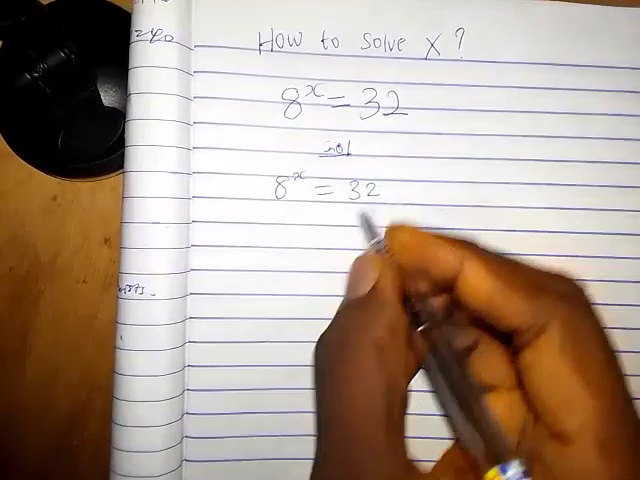 How to solve x?
8^x = 32
sol
8^x = 32